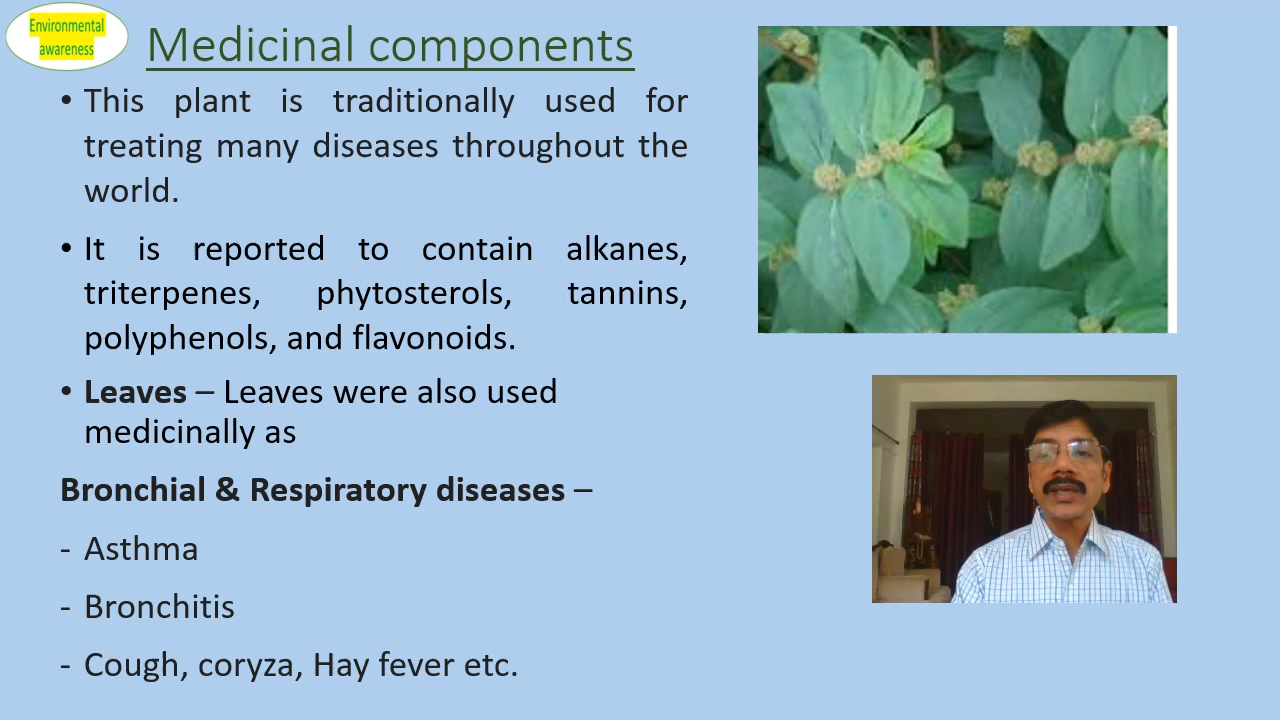 Environmental
awareness
Medicinal components
• This plant is traditionally used for
treating many diseases throughout the
world.
• It is reported to contain alkanes,
triterpenes, phytosterols, tannins,
polyphenols, and flavonoids.
• Leaves – Leaves were also used
medicinally as
Bronchial & Respiratory diseases –
- Asthma
- Bronchitis
- Cough, coryza, Hay fever etc.